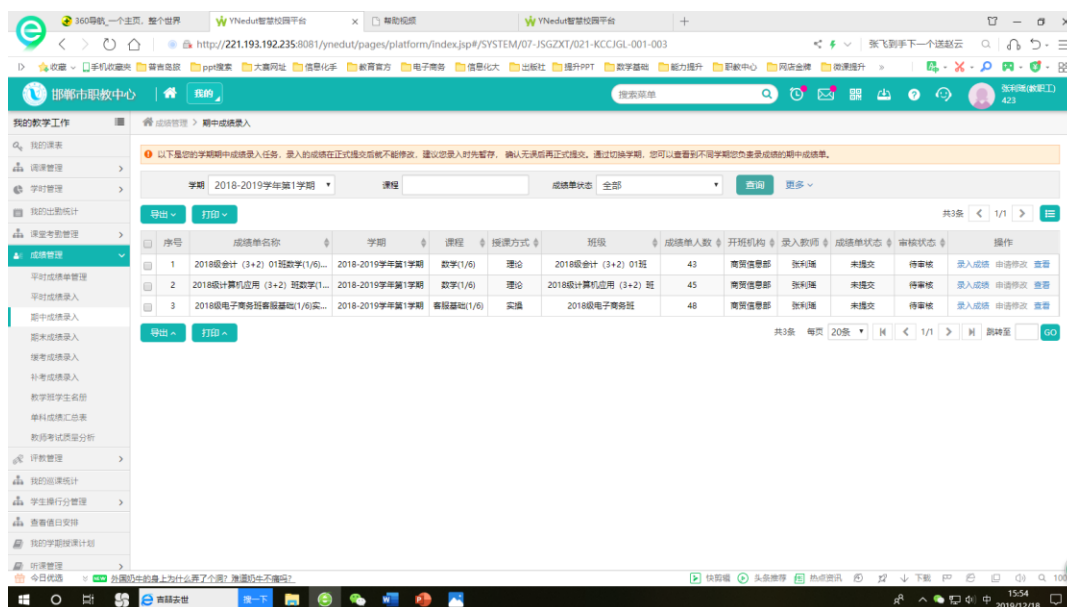 360导航_一个主页，整个世界 YNedut智慧校园平台 帮助视频 YNedut智慧校园平台
http://221.193.192.235:8081/ynedut/pages/platform/index.jsp#/SYSTEM/07-JSGZXT/021-KCCJGL-001-003 张飞到手下一个送赵云
收藏 手机收藏夹 普吉岛旅 ppt搜索 大赛网址 信息化手 教育官方 电子商务 信息化大 出版社 提升PPT 数学基础 能力提升 职教中心 网店金牌 微课提升
邯郸市职教中心 我的 搜索菜单 张利瑶(教职工)
423
我的教学工作 成绩管理 > 期中成绩录入
我的课表
以下是您的学期期中成绩录入任务，录入的成绩在正式提交后就不能修改，建议您录入时先暂存，确认无误后再正式提交。通过切换学期，您可以查看到不同学期您负责录成绩的期中成绩单。
调课管理
学时管理 学期 2018-2019学年第1学期 课程 成绩单状态 全部 查询 更多
我的出勤统计 导出 打印 共3条 1/1
课堂考勤管理
序号 成绩单名称 学期 课程 授课方式 班级 成绩单人数 开班机构 录入教师 成绩单状态 审核状态 操作
成绩管理
1 2018级会计（3+2）01班数学(1/6)... 2018-2019学年第1学期 数学(1/6) 理论 2018级会计（3+2）01班 43 商贸信息部 张利瑶 未提交 待审核 录入成绩 申请修改 查看
平时成绩单管理
2 2018级计算机应用（3+2）班数学(1... 2018-2019学年第1学期 数学(1/6) 理论 2018级计算机应用（3+2）班 45 商贸信息部 张利瑶 未提交 待审核 录入成绩 申请修改 查看
平时成绩录入
3 2018级电子商务班客服基础(1/6)实... 2018-2019学年第1学期 客服基础(1/6) 实操 2018级电子商务班 48 商贸信息部 张利瑶 未提交 待审核 录入成绩 申请修改 查看
期中成绩录入
导出 打印 共3条 每页 20条 1/1 跳转至 GO
期末成绩录入
缓考成绩录入
补考成绩录入
教学班学生名册
单科成绩汇总表
教师考试质量分析
评教管理
我的巡课统计
学生操行分管理
查看值日安排
我的学期授课计划
听课管理
今日优选 NEW 外国奶牛的身上为什么弄了个洞？难道奶牛不痛吗？ 快剪辑 头条推荐 热点资讯 下载 100
吉喆去世 搜一下 中 15:54
2019/12/18